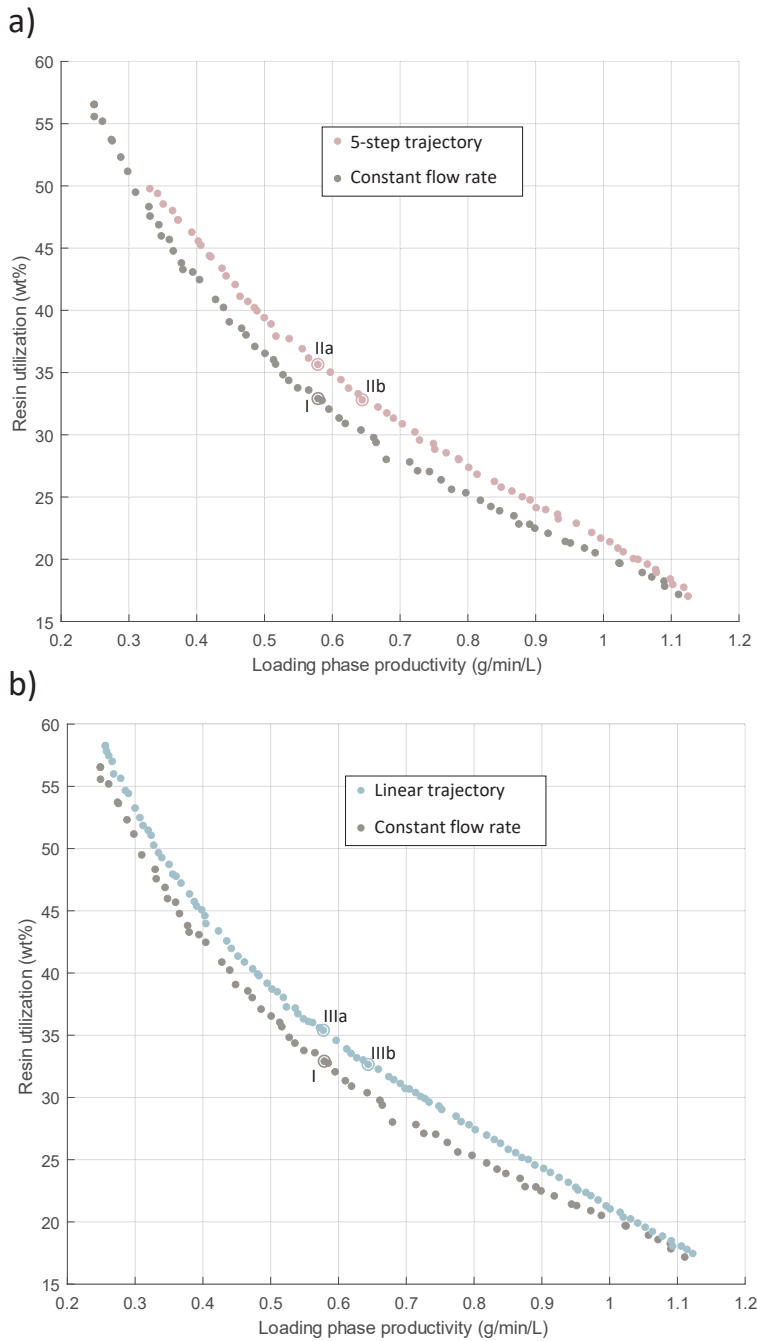 a)
60
55
50
45
40
35
30
25
20
15
Resin utilization (wt%)
5-step trajectory
Constant flow rate
IIa
IIb
I
0.2 0.3 0.4 0.5 0.6 0.7 0.8 0.9 1 1.1 1.2
Loading phase productivity (g/min/L)
b)
60
55
50
45
40
35
30
25
20
15
Resin utilization (wt%)
Linear trajectory
Constant flow rate
IIIa
IIIb
I
0.2 0.3 0.4 0.5 0.6 0.7 0.8 0.9 1 1.1 1.2
Loading phase productivity (g/min/L)